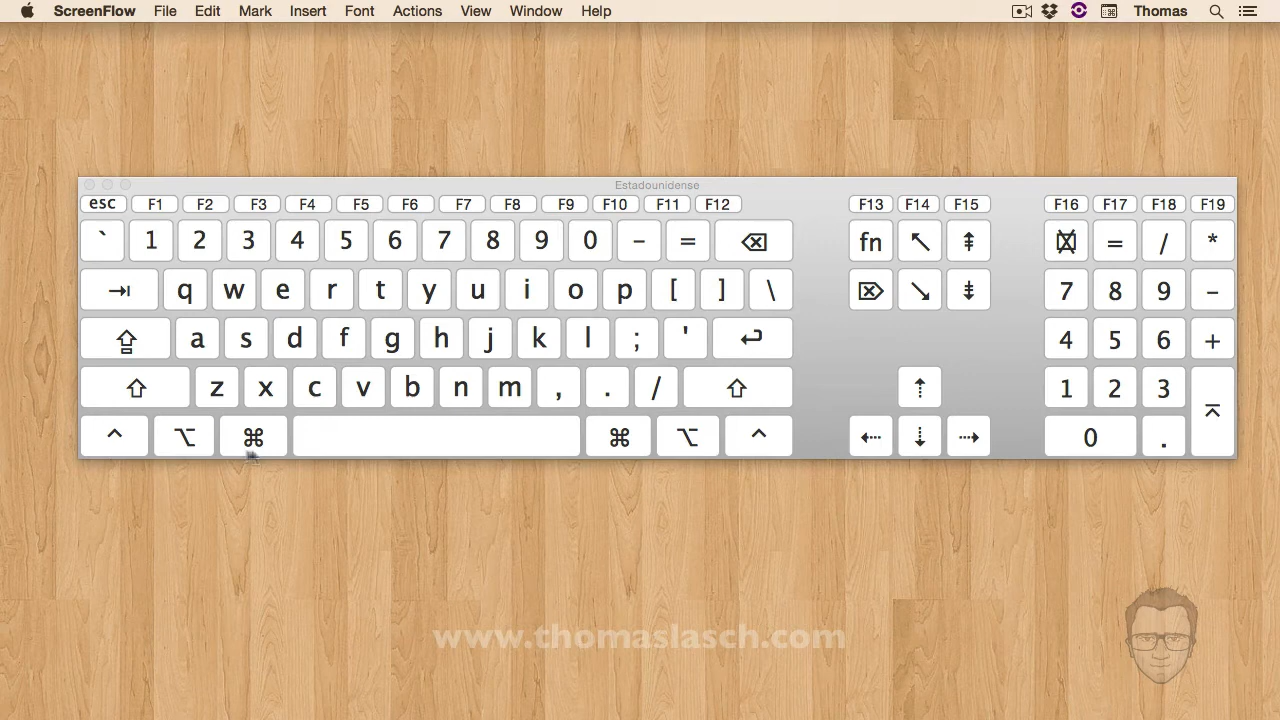 ScreenFlow File Edit Mark Insert Font Actions View Window Help Thomas
Estadounidense
esc F1 F2 F3 F4 F5 F6 F7 F8 F9 F10 F11 F12 F13 F14 F15 F16 F17 F18 F19
` 1 2 3 4 5 6 7 8 9 0 - = ⌫ fn ↖ ⇞ ⌧ = / *
⇥ q w e r t y u i o p [ ] \ ⌦ ↘ ⇟ 7 8 9 -
⇪ a s d f g h j k l ; ' ↩ 4 5 6 +
⇧ z x c v b n m , . / ⇧ ⇡ 1 2 3 ⌅
⌃ ⌥ ⌘ ⌘ ⌥ ⌃ ⇠ ⇣ ⇢ 0 .
www.thomaslasch.com